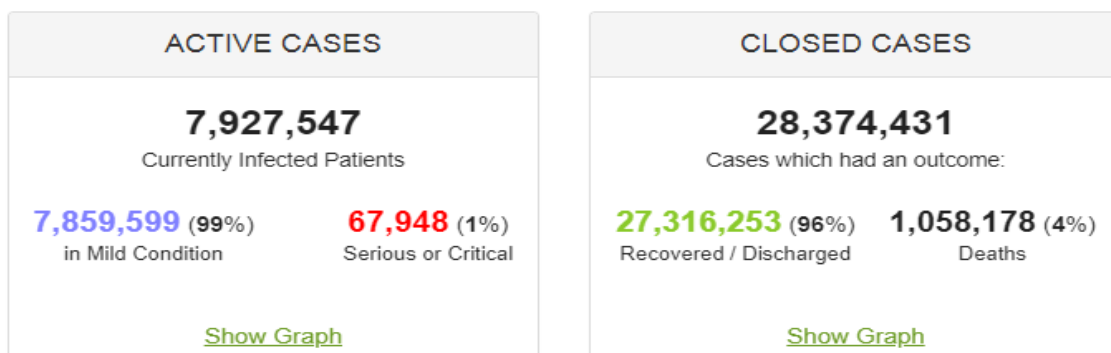 ACTIVE CASES
7,927,547
Currently Infected Patients
7,859,599 (99%)
in Mild Condition
67,948 (1%)
Serious or Critical
Show Graph
CLOSED CASES
28,374,431
Cases which had an outcome:
27,316,253 (96%)
Recovered / Discharged
1,058,178 (4%)
Deaths
Show Graph